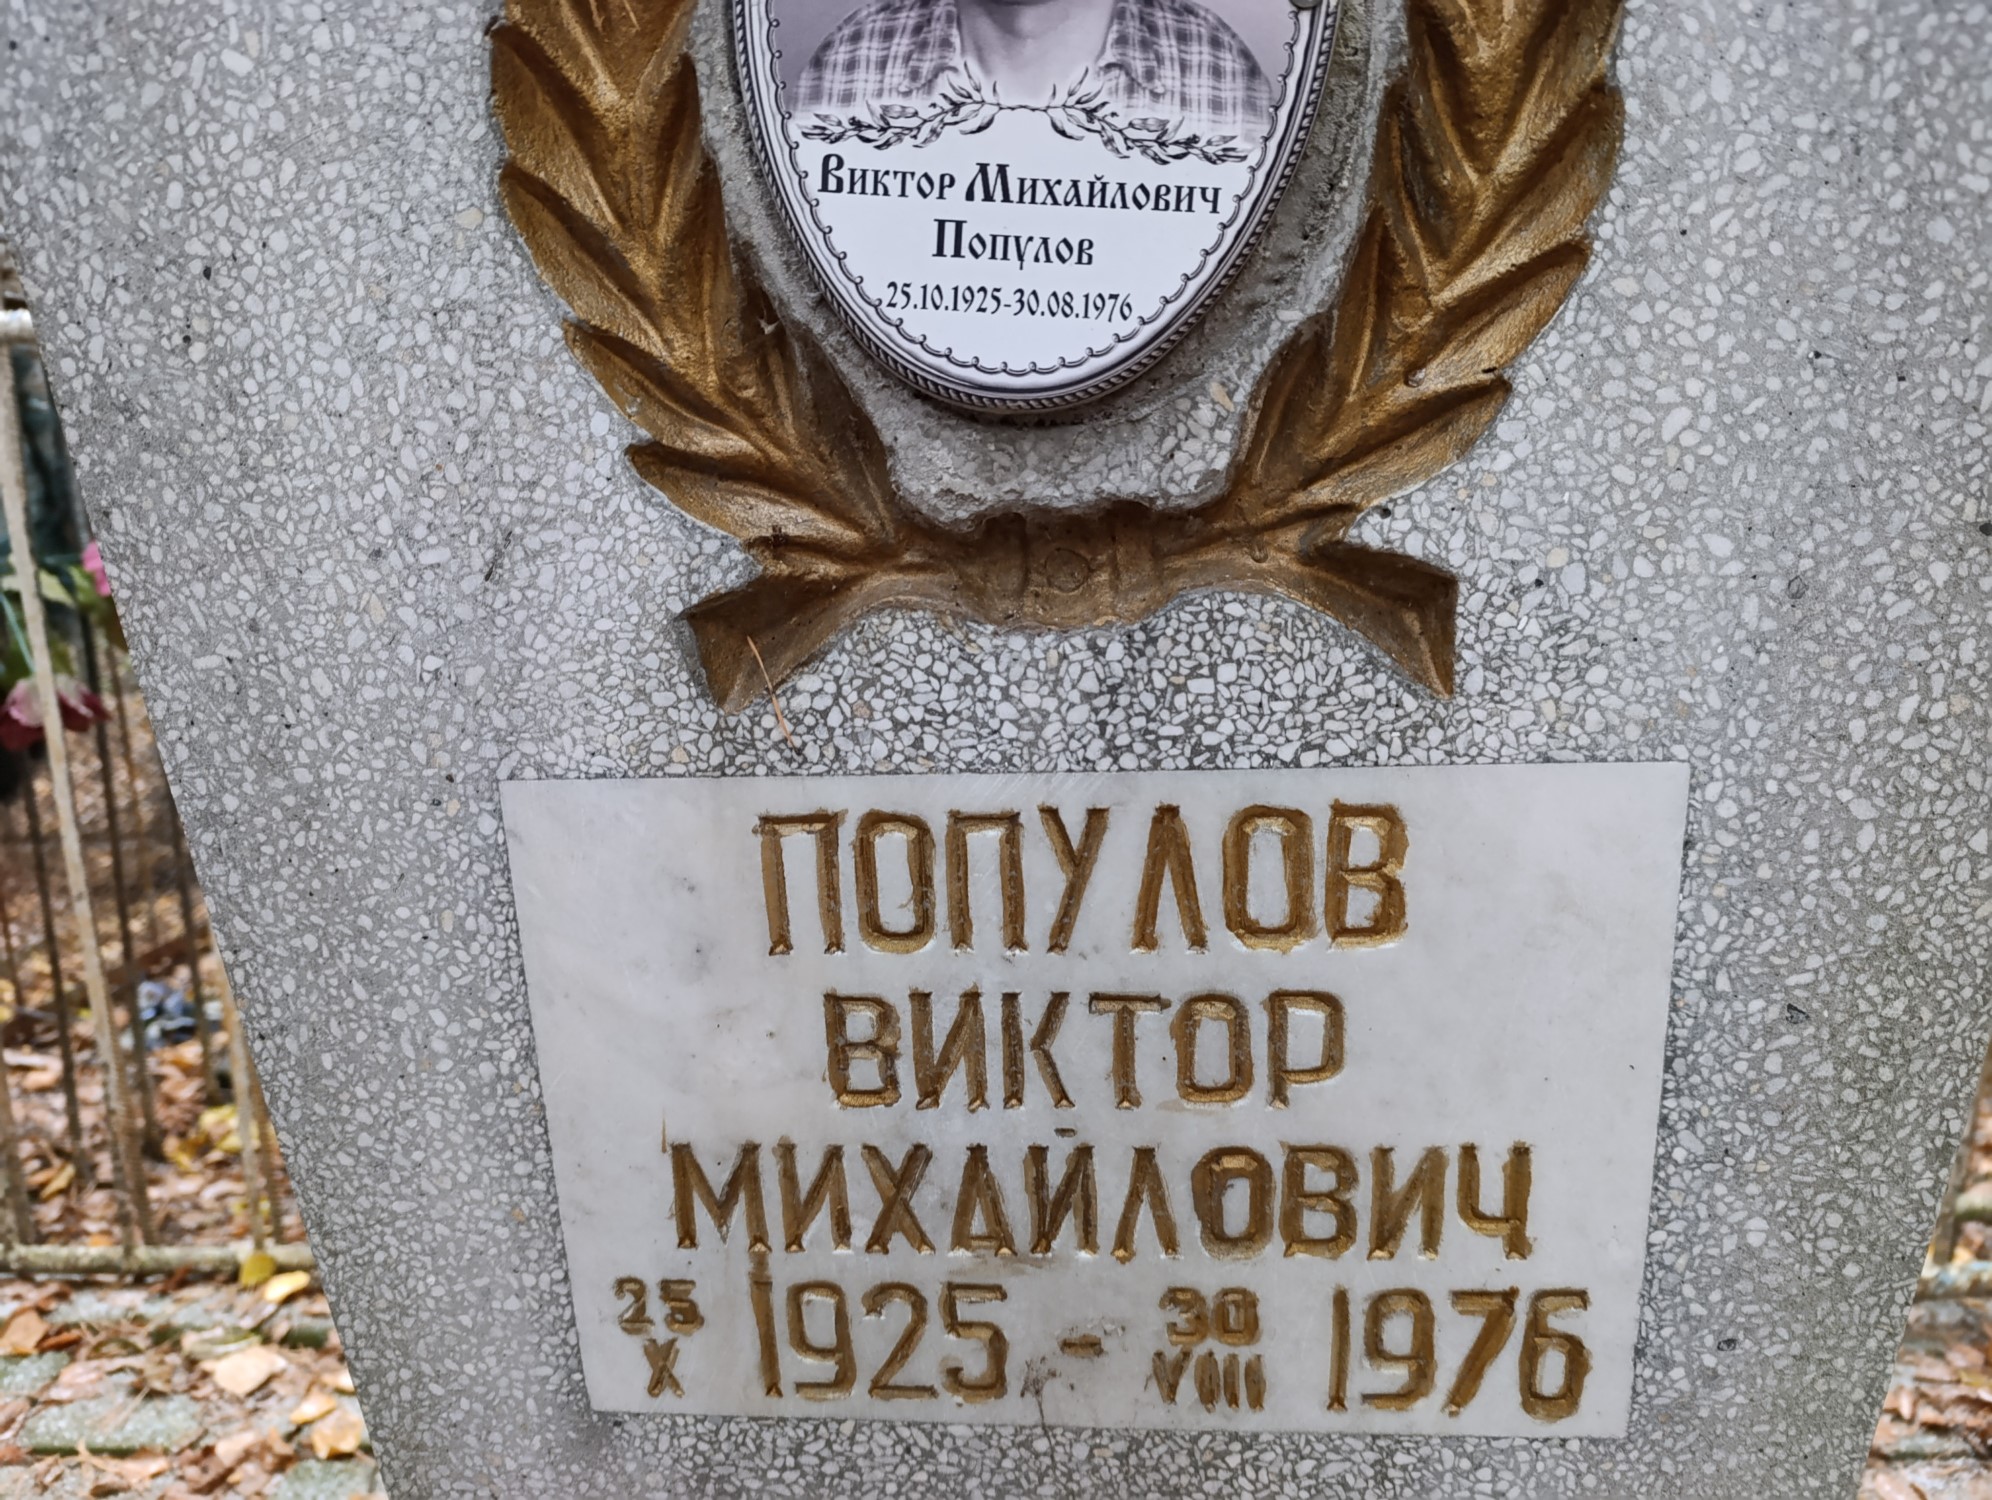 Виктор Михайлович
Популов
25.10.1925-30.08.1976
ПОПУЛОВ
ВИКТОР
МИХАЙЛОВИЧ
25 X 1925 - 30 VIII 1976